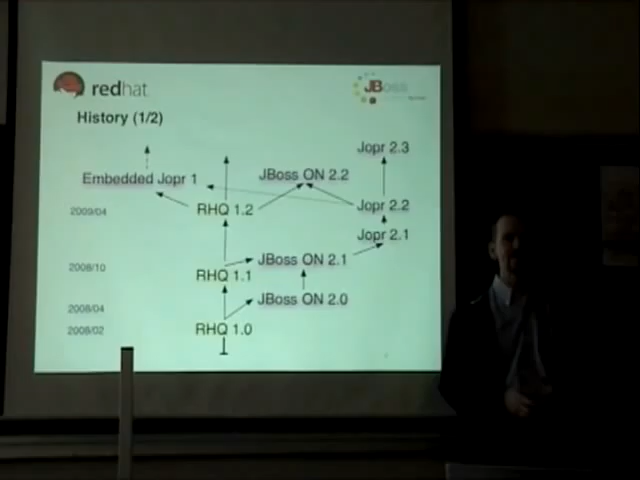 redhat
JBoss
History (1/2)
Jopr 2.3
Embedded Jopr 1
JBoss ON 2.2
2009/04
RHQ 1.2
Jopr 2.2
Jopr 2.1
2008/10
RHQ 1.1
JBoss ON 2.1
2008/04
JBoss ON 2.0
2008/02
RHQ 1.0